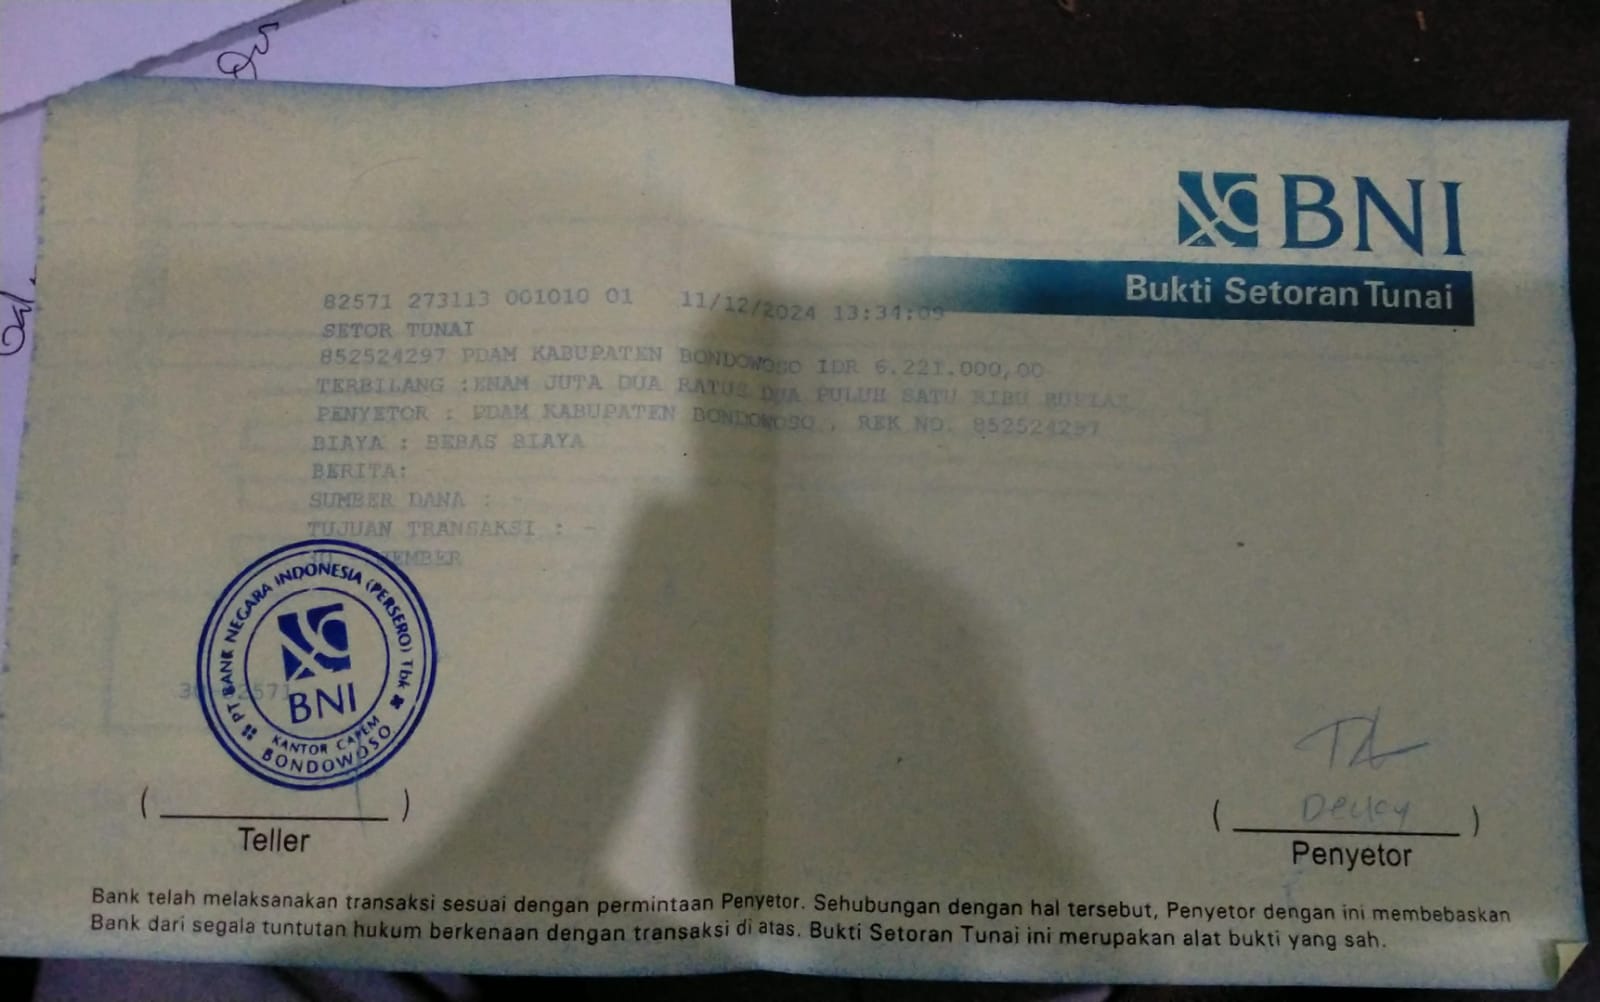 BNI
Bukti Setoran Tunai
82571 273113 001010 01 11/12/2024 13:34:09
SETOR TUNAI
852524297 PDAM KABUPATEN BONDOWOSO IDR 6.221.000,00
TERBILANG :ENAM JUTA DUA RATUS DUA PULUH SATU RIBU RUPIAH
PENYETOR : PDAM KABUPATEN BONDOWOSO , REK NO. 852524297
BIAYA : BEBAS BIAYA
BERITA:
SUMBER DANA : -
TUJUAN TRANSAKSI : -
30 EMBER
PT BANK NEGARA INDONESIA (PERSERO) Tbk
BNI
KANTOR CAPEM
BONDOWOSO
( )
Teller
( )
Penyetor
Bank telah melaksanakan transaksi sesuai dengan permintaan Penyetor. Sehubungan dengan hal tersebut, Penyetor dengan ini membebaskan
Bank dari segala tuntutan hukum berkenaan dengan transaksi di atas. Bukti Setoran Tunai ini merupakan alat bukti yang sah.